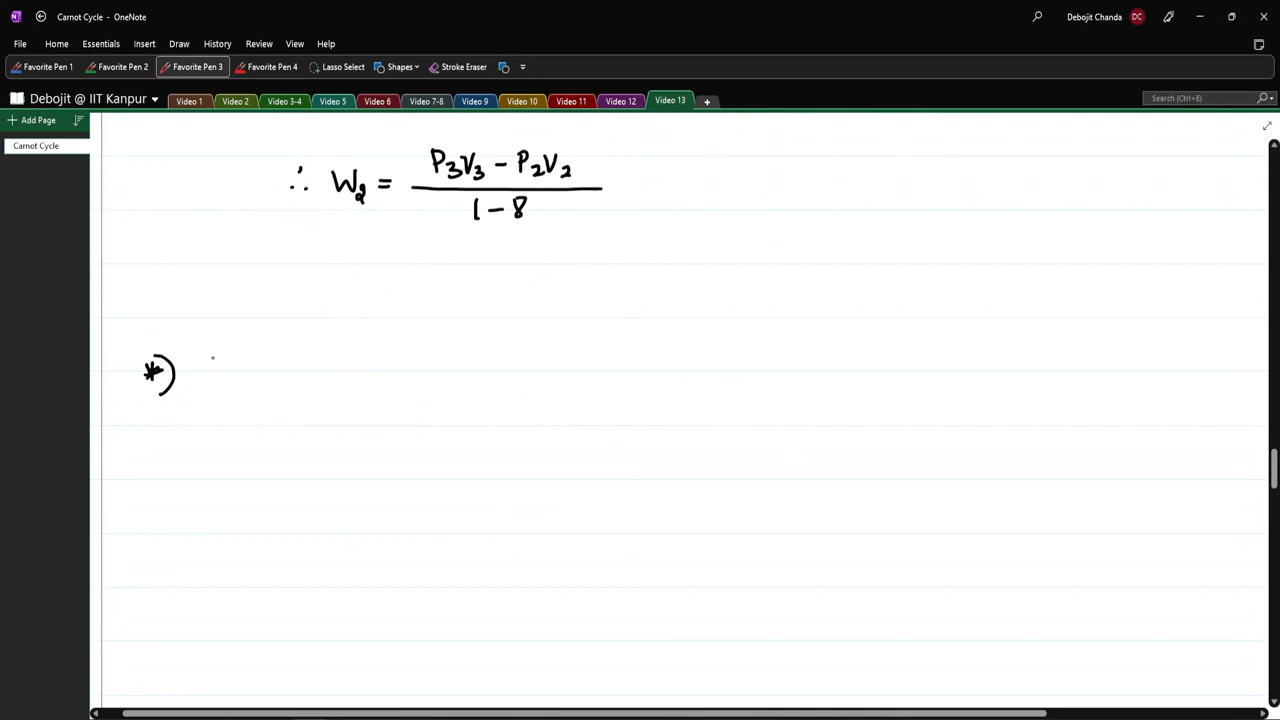 Carnot Cycle - OneNote
Debojit Chanda DC
File Home Essentials Insert Draw History Review View Help
Favorite Pen 1 Favorite Pen 2 Favorite Pen 3 Favorite Pen 4 Lasso Select Shapes Stroke Eraser
Debojit @ IIT Kanpur Video 1 Video 2 Video 3-4 Video 5 Video 6 Video 7-8 Video 9 Video 10 Video 11 Video 12 Video 13 Search (Ctrl+E)
Add Page
Carnot Cycle
∴ W₂ = (P₃V₃ - P₂V₂) / (1 - γ)
*)